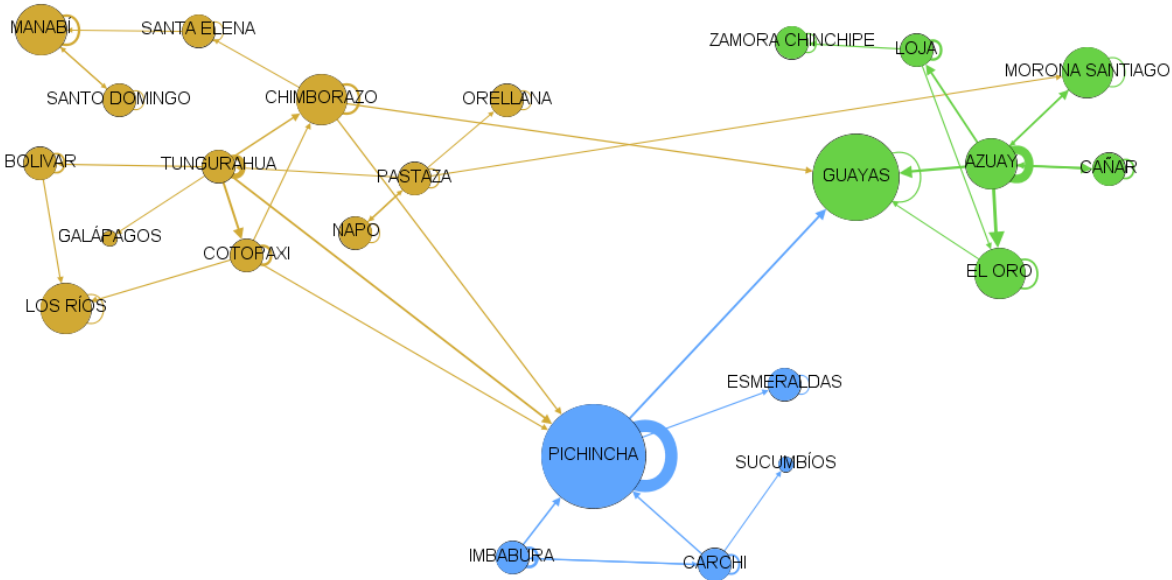 MANABÍ
SANTA ELENA
ZAMORA CHINCHIPE
LOJA
MORONA SANTIAGO
SANTO DOMINGO
CHIMBORAZO
ORELLANA
BOLIVAR
TUNGURAHUA
PASTAZA
GUAYAS
AZUAY
CAÑAR
GALÁPAGOS
NAPO
COTOPAXI
EL ORO
LOS RÍOS
ESMERALDAS
PICHINCHA
SUCUMBÍOS
IMBABURA
CARCHI